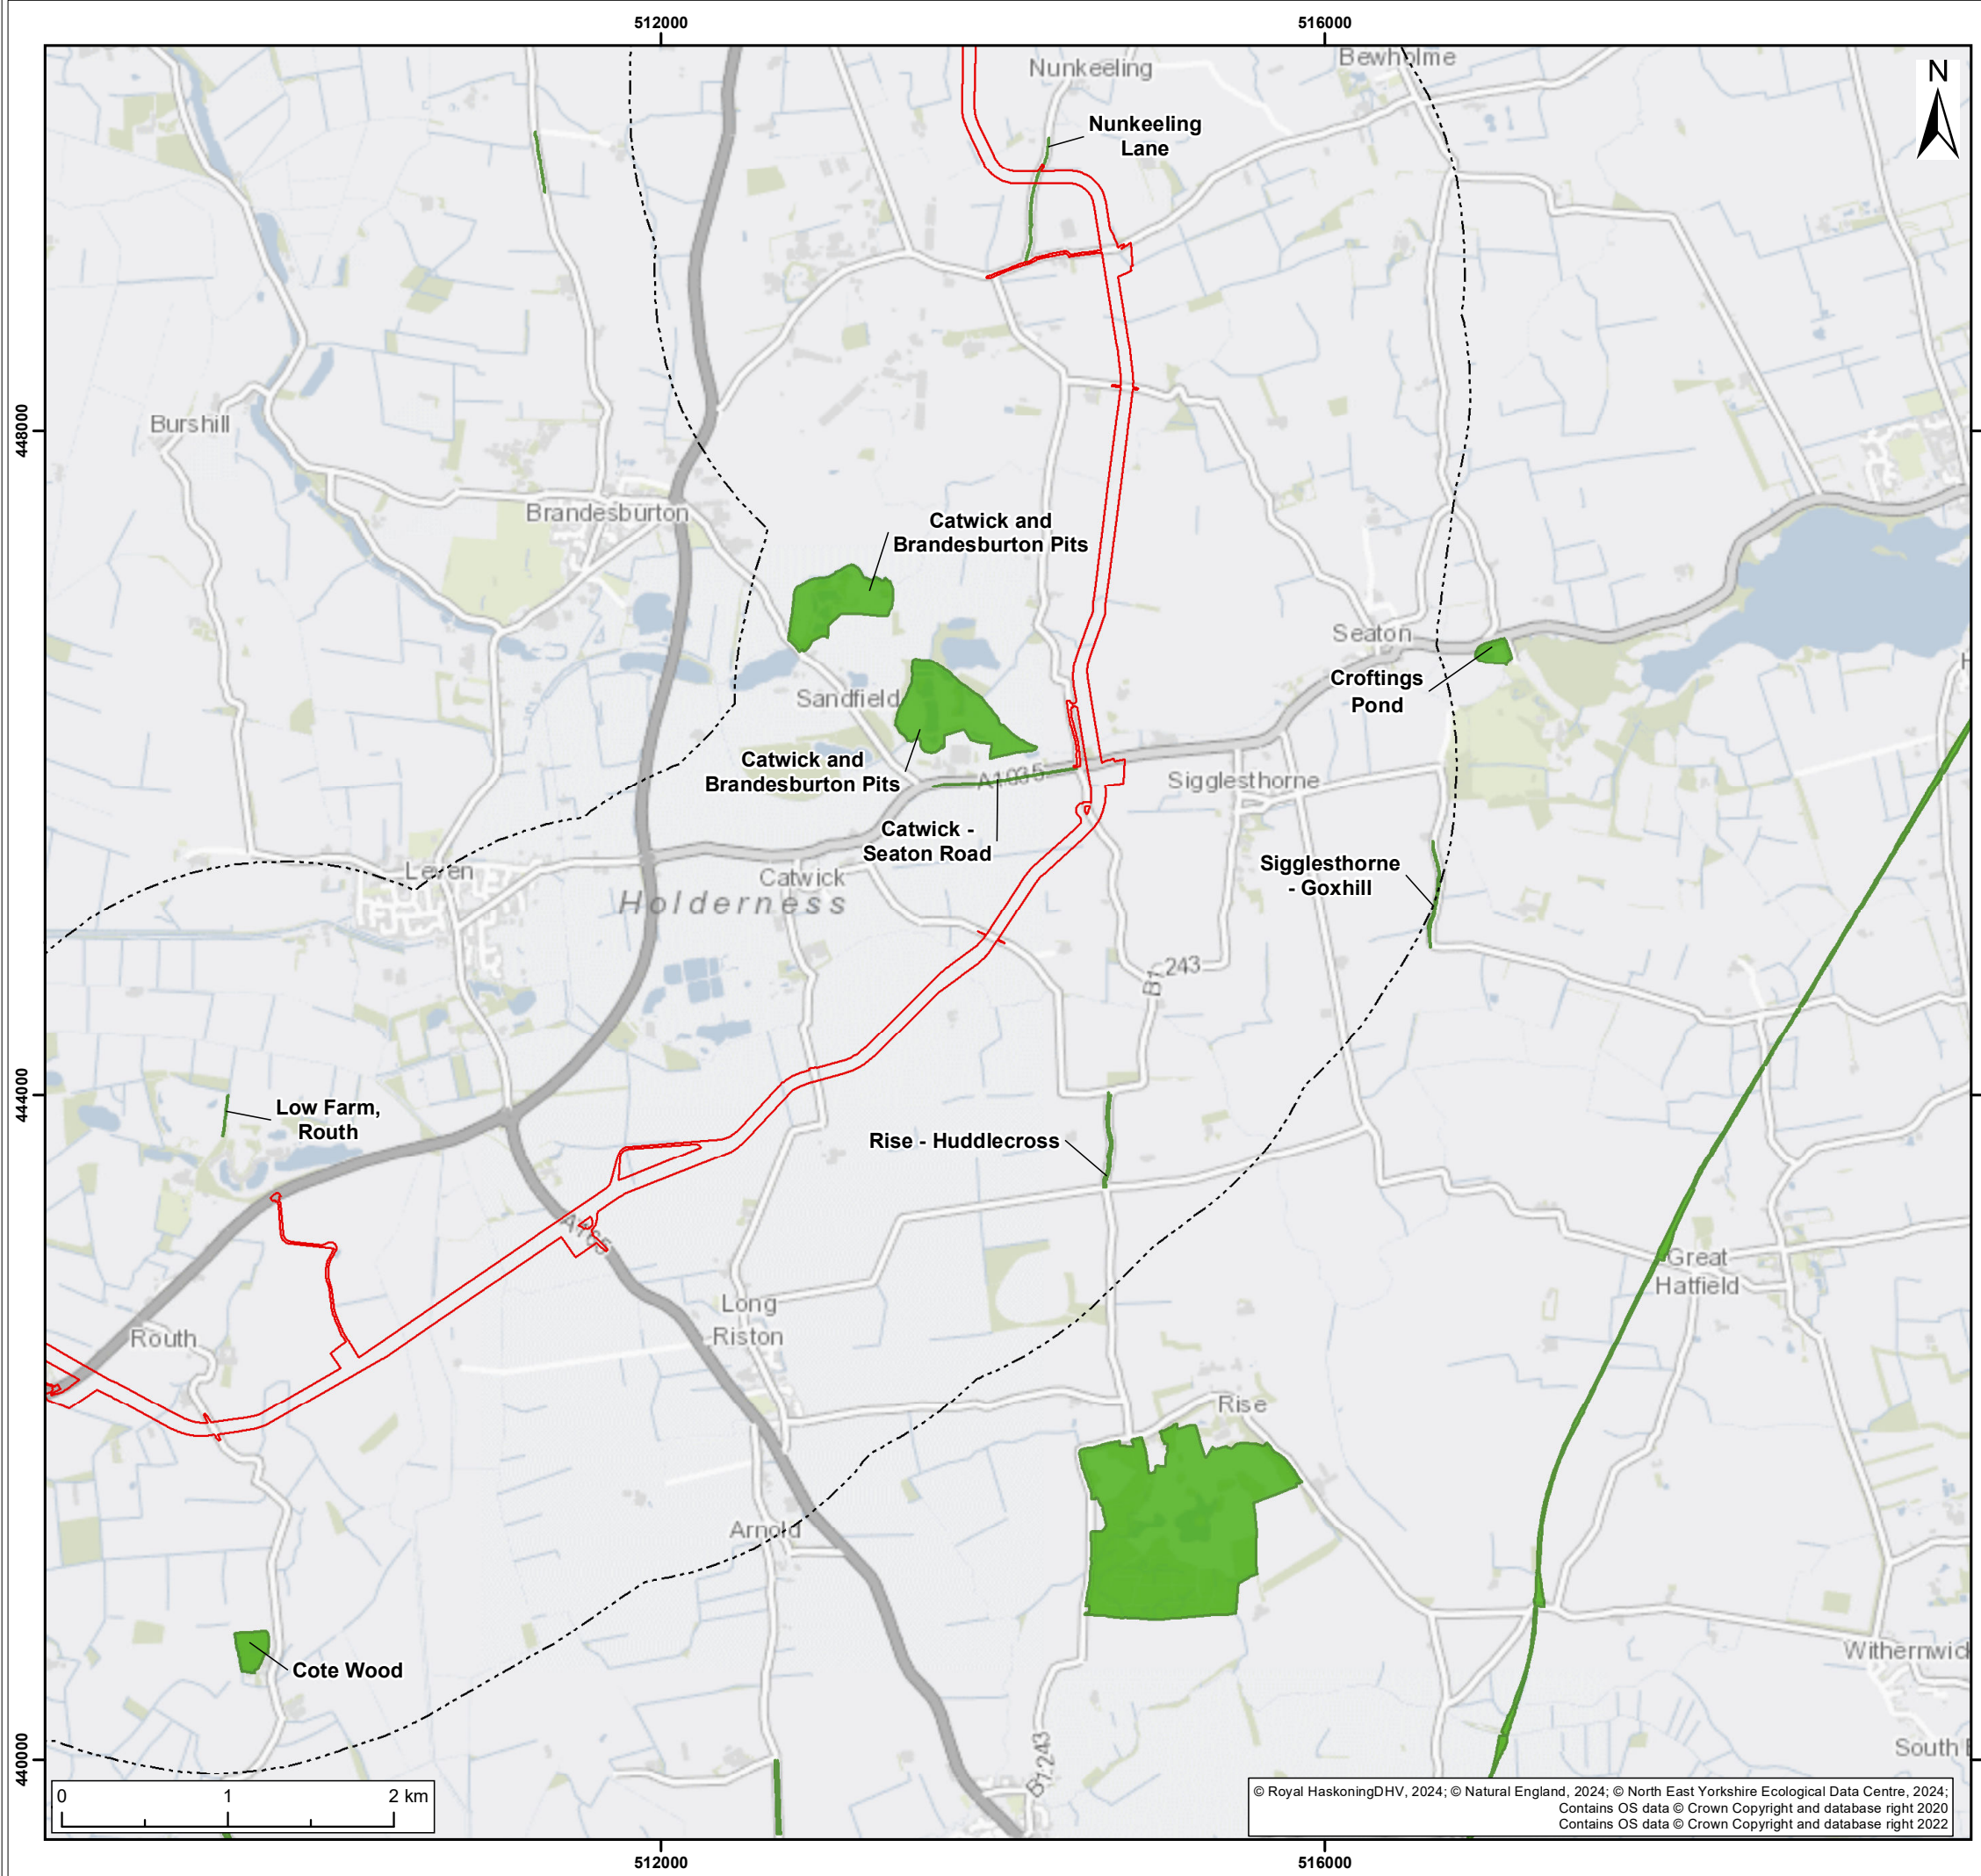 512000
516000
Nunkeeling
Bewholme
N
Nunkeeling
Lane
448000
Burshill
Brandesburton
Catwick and
Brandesburton Pits
Seaton
Croftings
Pond
Sandfield
Catwick and
Brandesburton Pits
A1035
Sigglesthorne
Catwick -
Seaton Road
Leven
Catwick
Holderness
Sigglesthorne
- Goxhill
B1243
444000
Low Farm,
Routh
Rise - Huddlecross
A165
Great
Hatfield
Long
Riston
Routh
Rise
Arnold
Cote Wood
Withernwick
South
B1243
440000
0 1 2 km
© Royal HaskoningDHV, 2024; © Natural England, 2024; © North East Yorkshire Ecological Data Centre, 2024;
Contains OS data © Crown Copyright and database right 2020
Contains OS data © Crown Copyright and database right 2022
512000
516000